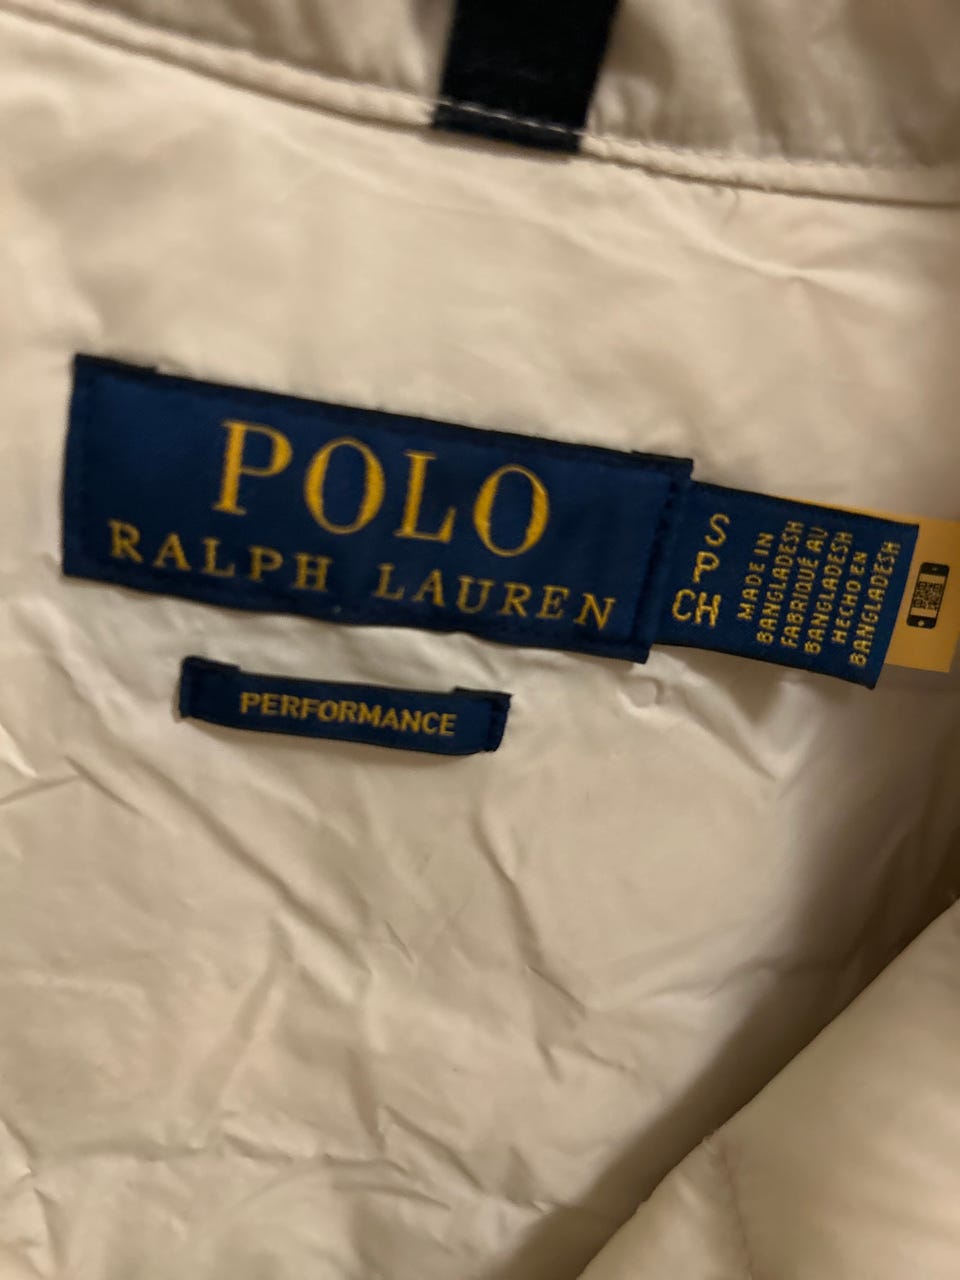 POLO
RALPH LAUREN
S
P
CH
MADE IN
BANGLADESH
FABRIQUÉ AU
BANGLADESH
HECHO EN
BANGLADESH
PERFORMANCE